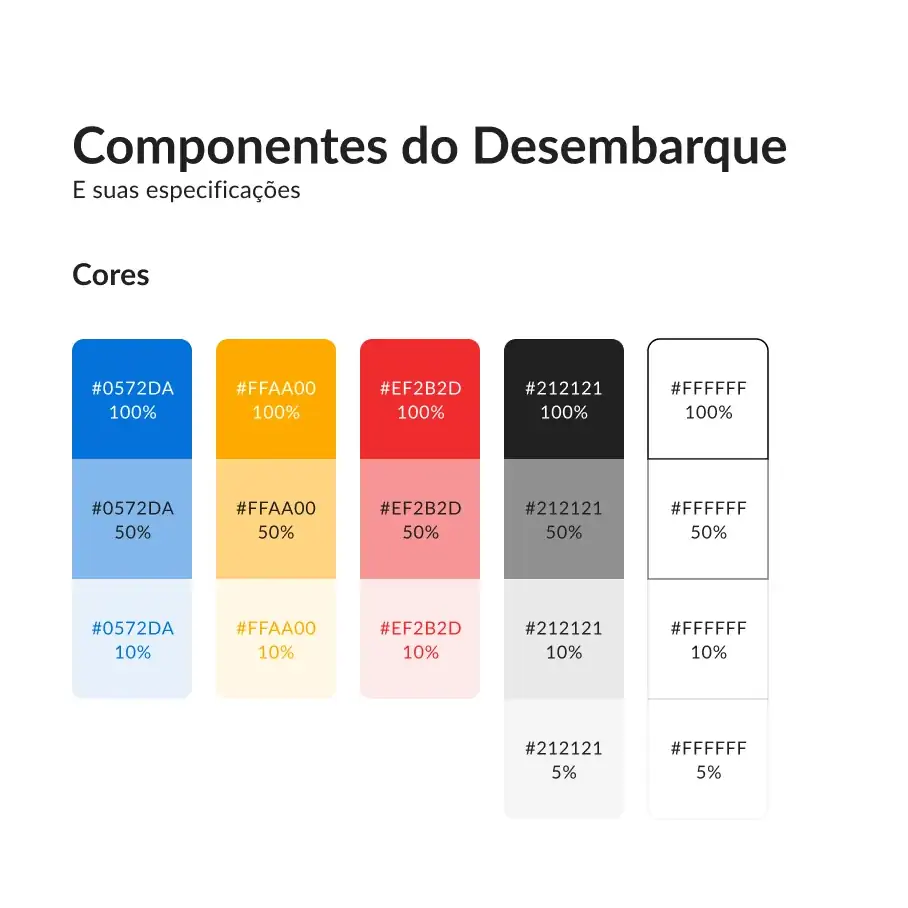 Componentes do Desembarque
E suas especificações
Cores
#0572DA
100%
#FFAA00
100%
#EF2B2D
100%
#212121
100%
#FFFFFF
100%
#0572DA
50%
#FFAA00
50%
#EF2B2D
50%
#212121
50%
#FFFFFF
50%
#0572DA
10%
#FFAA00
10%
#EF2B2D
10%
#212121
10%
#FFFFFF
10%
#212121
5%
#FFFFFF
5%